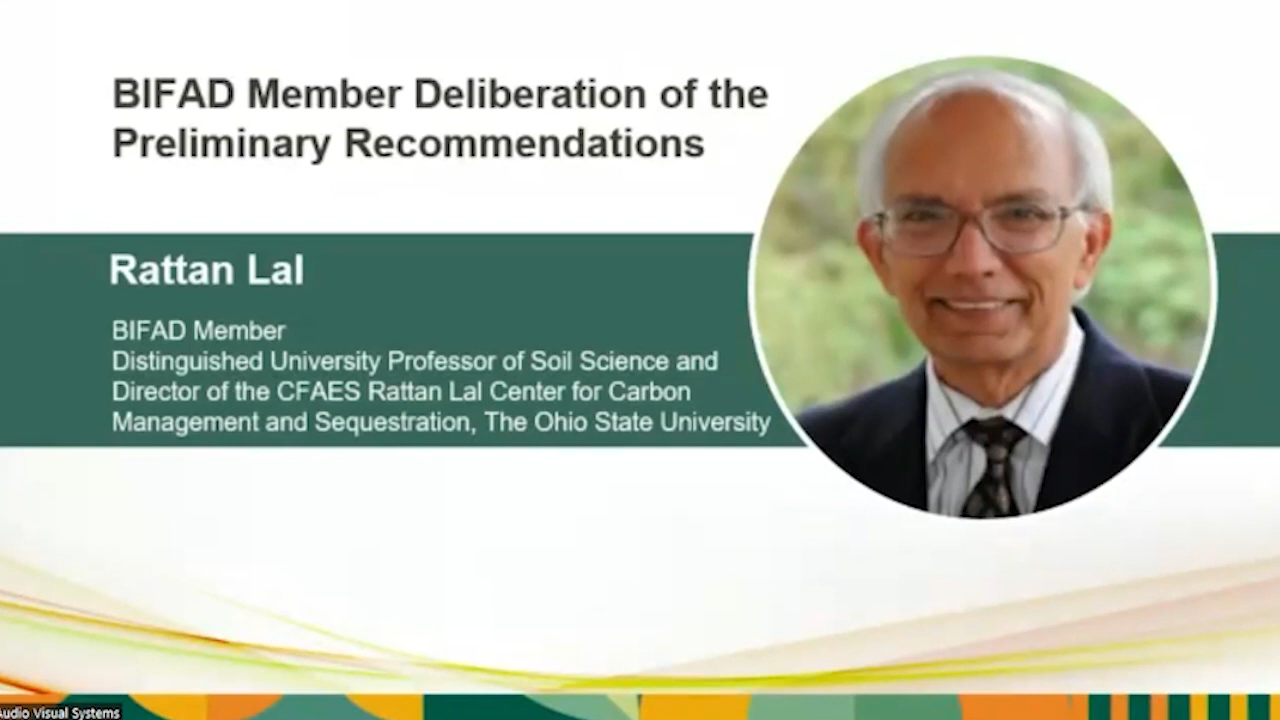 BIFAD Member Deliberation of the
Preliminary Recommendations
Rattan Lal
BIFAD Member
Distinguished University Professor of Soil Science and
Director of the CFAES Rattan Lal Center for Carbon
Management and Sequestration, The Ohio State University
Audio Visual Systems